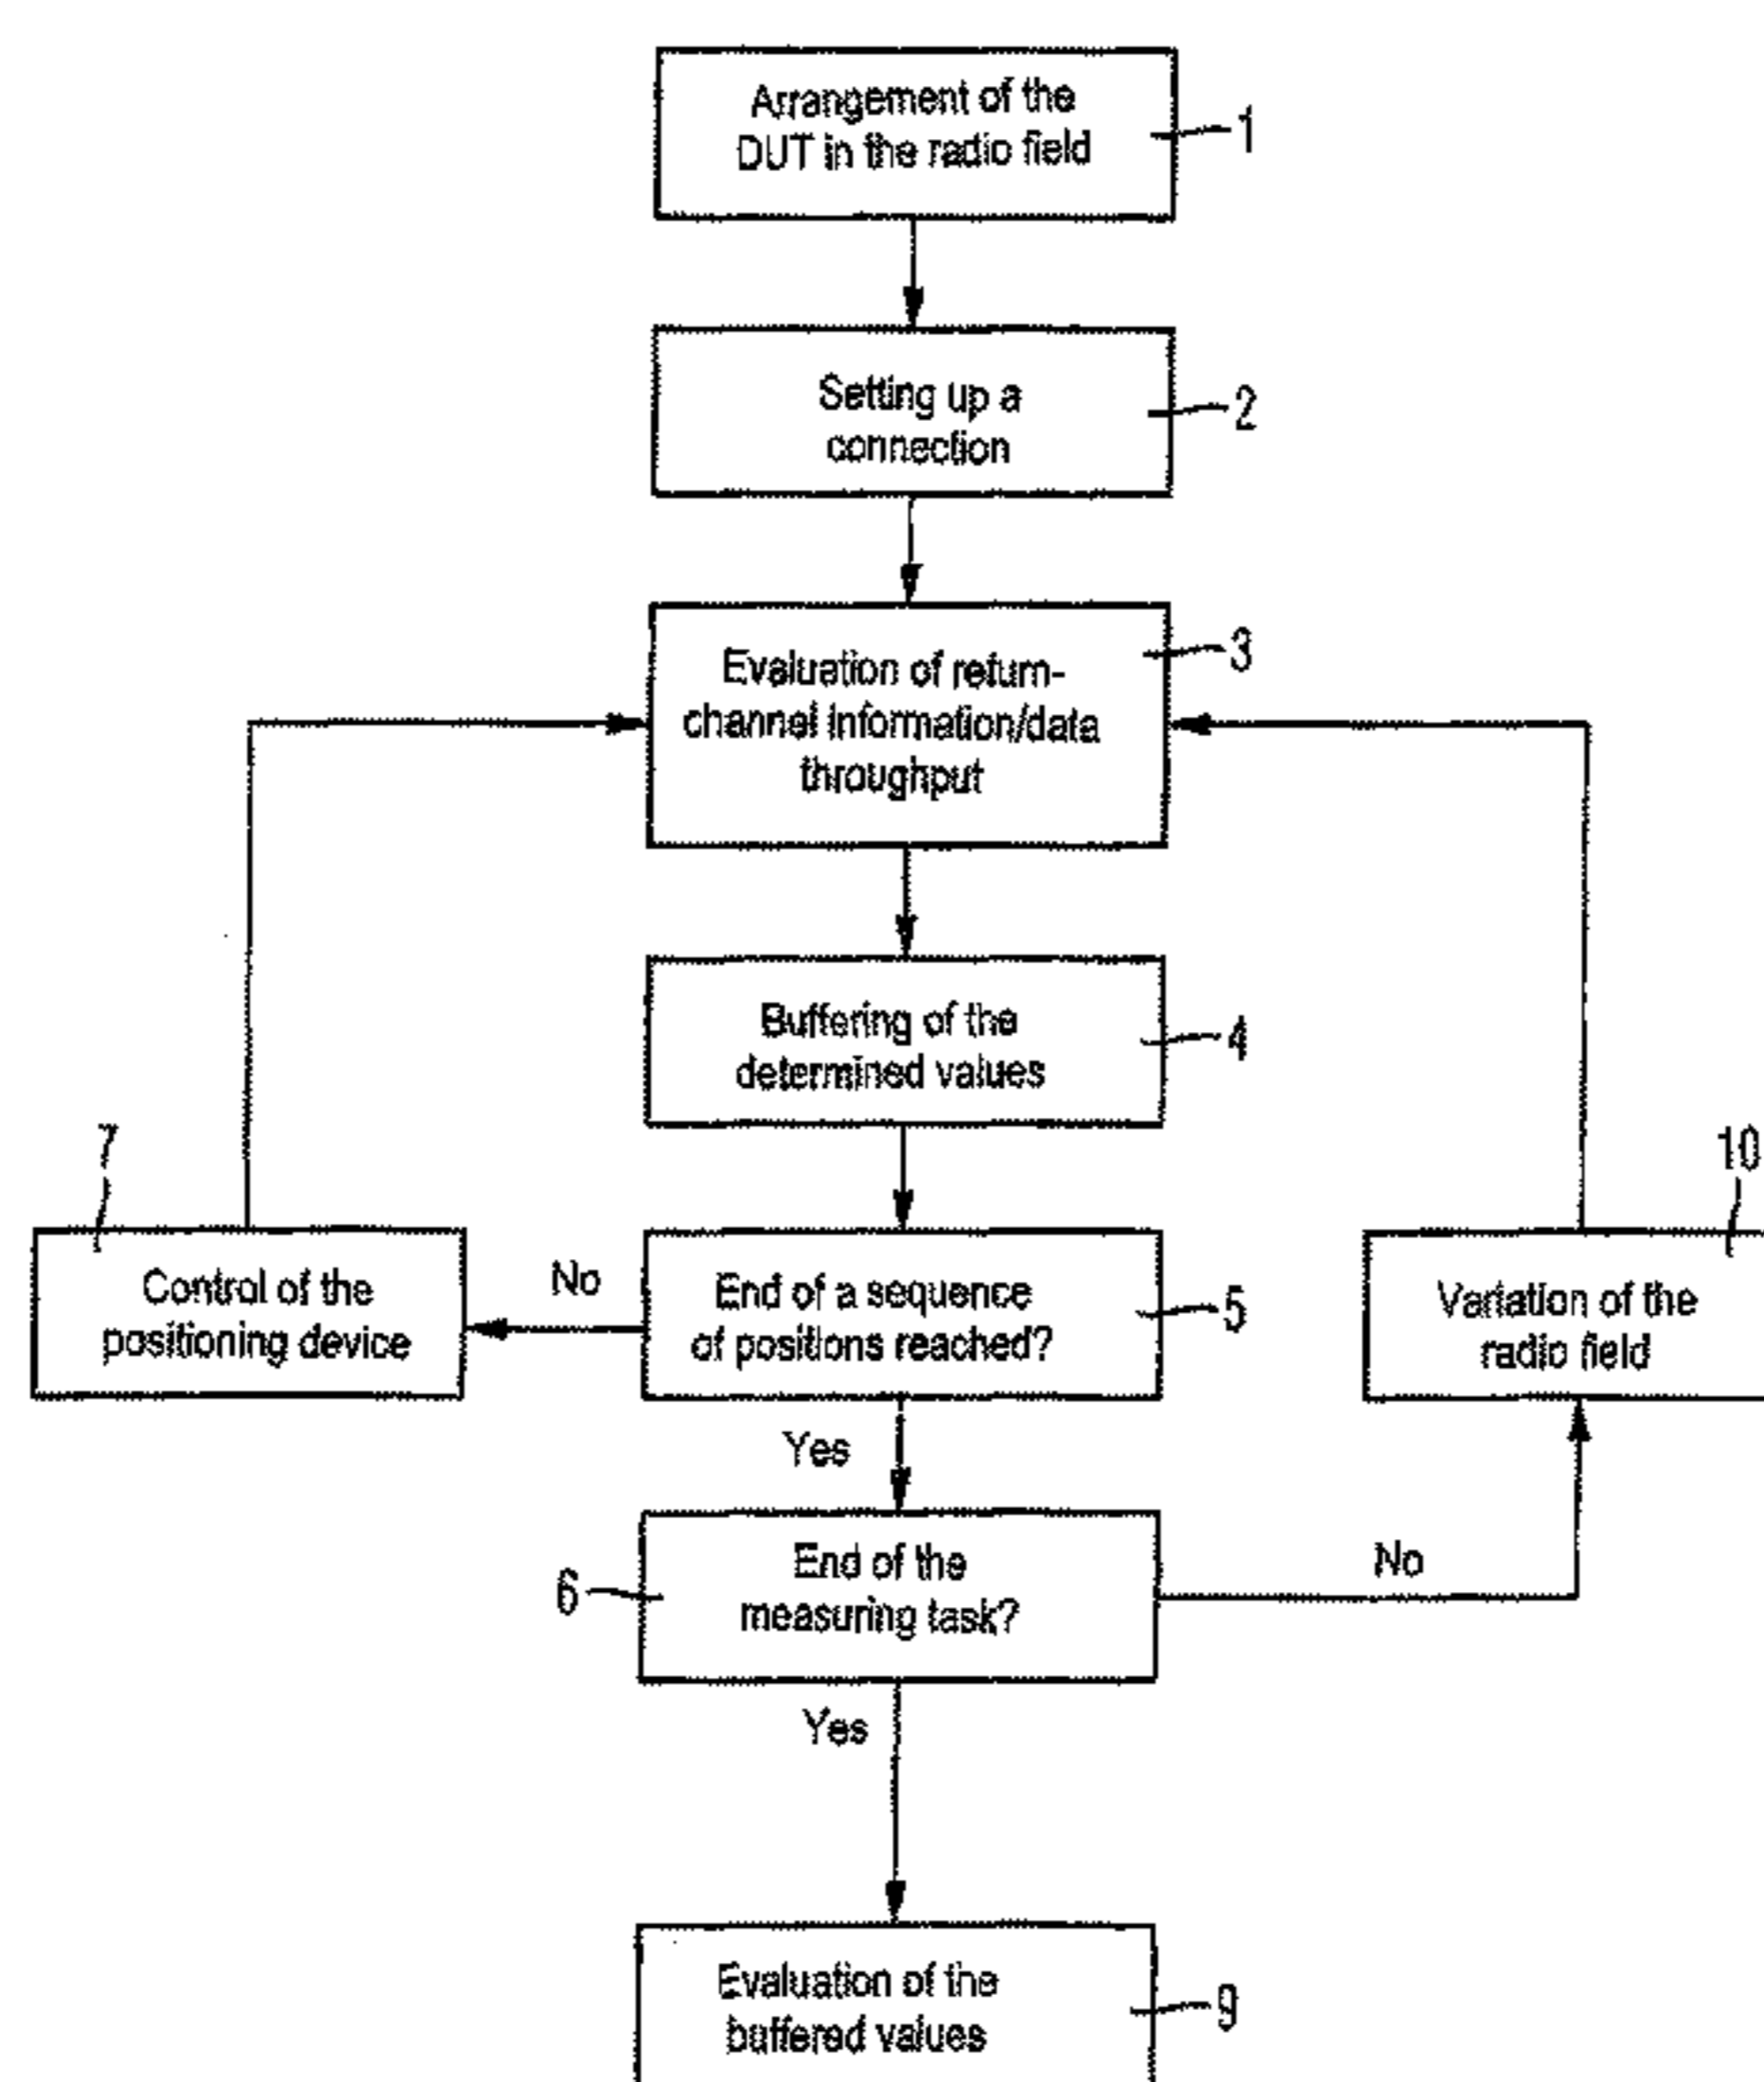 Arrangement of the
DUT in the radio field
1
Setting up a
connection
2
Evaluation of return-
channel information/data
throughput
3
Buffering of the
determined values
4
7
Control of the
positioning device
No
End of a sequence
of positions reached?
5
10
Variation of the
radio field
Yes
6
End of the
measuring task?
No
Yes
Evaluation of the
buffered values
9